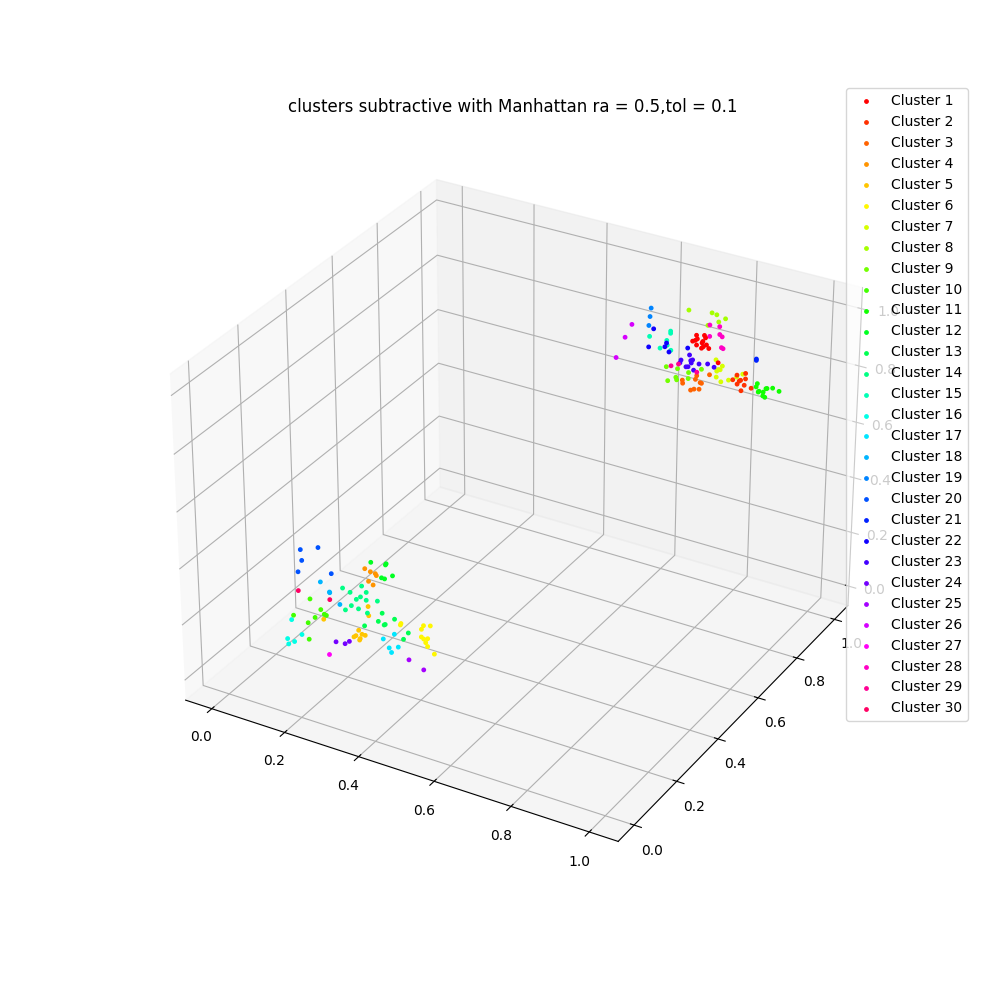 clusters subtractive with Manhattan ra = 0.5,tol = 0.1
Cluster 1
Cluster 2
Cluster 3
Cluster 4
Cluster 5
Cluster 6
Cluster 7
Cluster 8
Cluster 9
Cluster 10
Cluster 11
Cluster 12
Cluster 13
Cluster 14
Cluster 15
Cluster 16
Cluster 17
Cluster 18
Cluster 19
Cluster 20
Cluster 21
Cluster 22
Cluster 23
Cluster 24
Cluster 25
Cluster 26
Cluster 27
Cluster 28
Cluster 29
Cluster 30
1.0
0.8
0.6
0.4
0.2
0.0
0.0
0.2
0.4
0.6
0.8
1.0
0.0
0.2
0.4
0.6
0.8
1.0